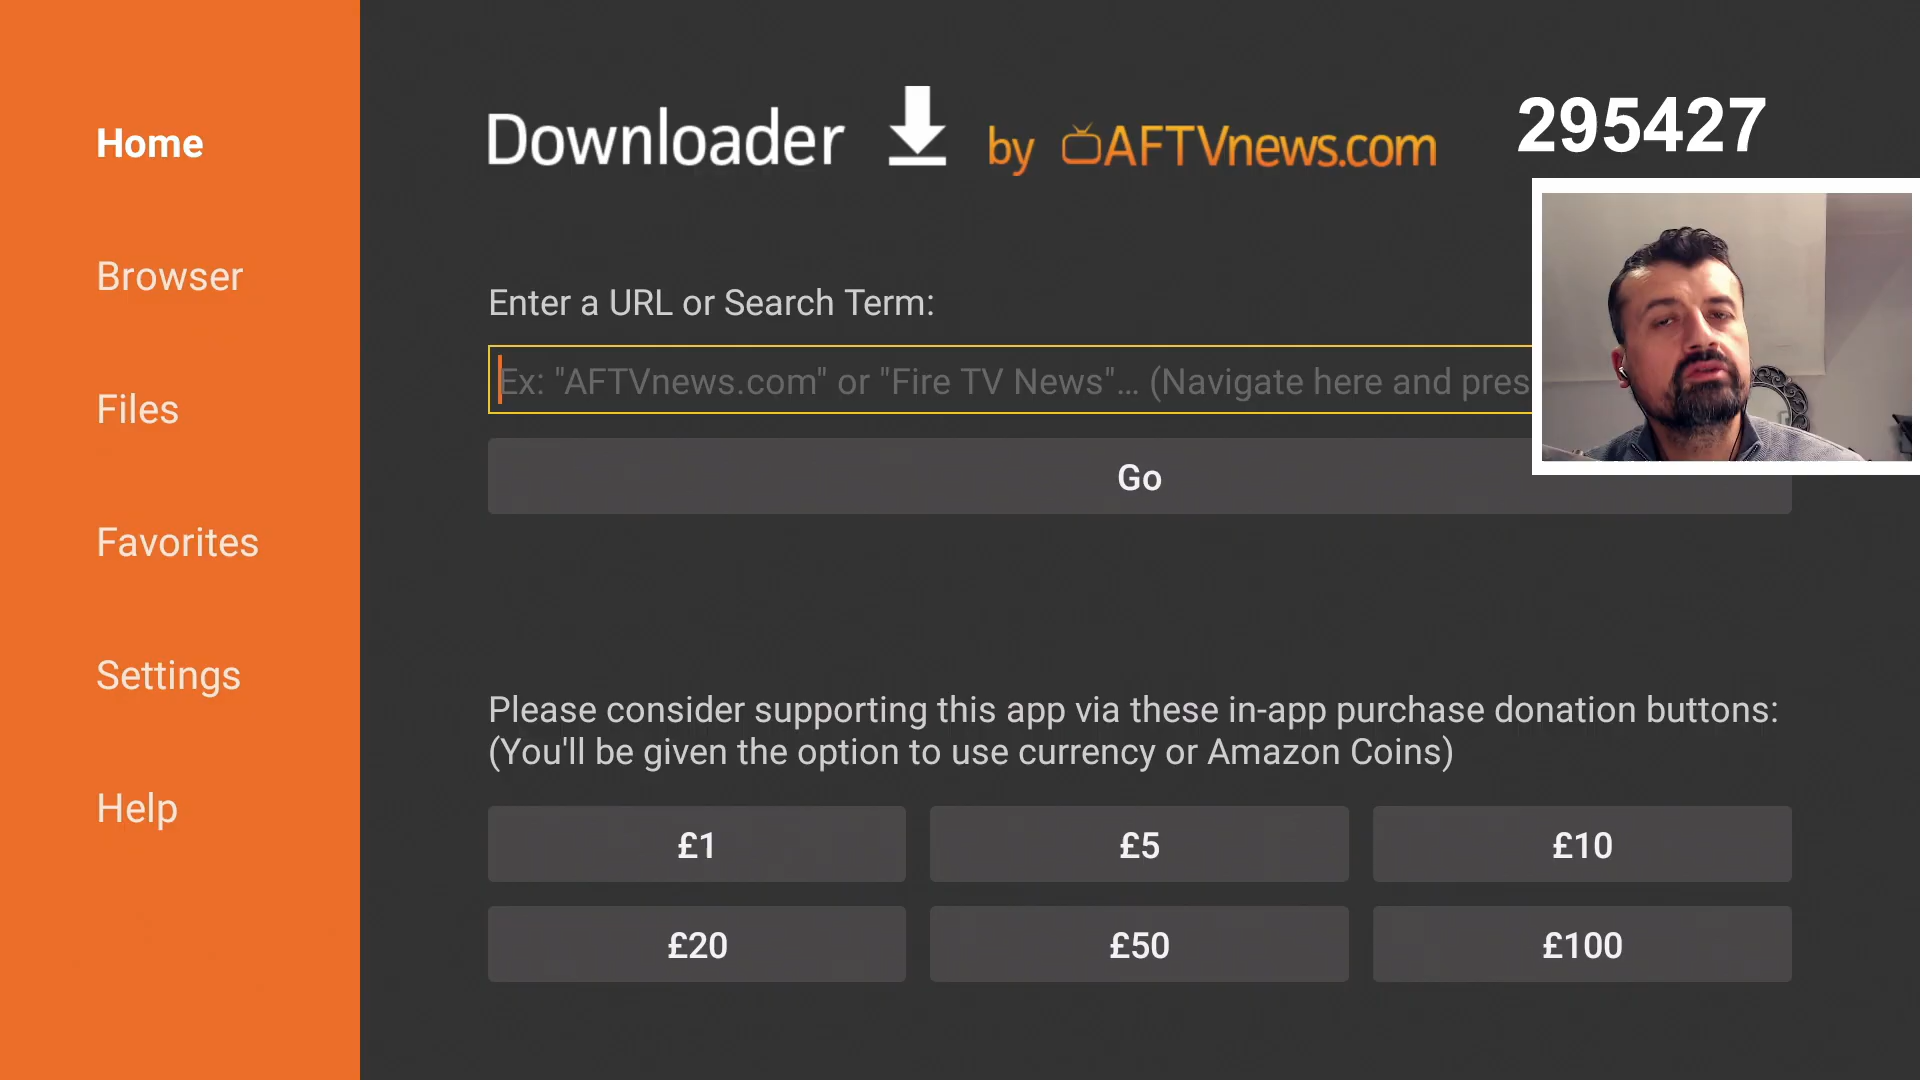 Home
Browser
Files
Favorites
Settings
Help
Downloader by AFTVnews.com
295427
Enter a URL or Search Term:
Ex: "AFTVnews.com" or "Fire TV News"... (Navigate here and pres
Go
Please consider supporting this app via these in-app purchase donation buttons:
(You'll be given the option to use currency or Amazon Coins)
£1 £5 £10
£20 £50 £100